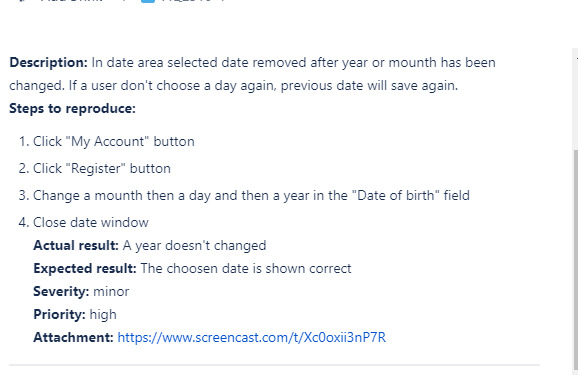 Description: In date area selected date removed after year or mounth has been
changed. If a user don't choose a day again, previous date will save again.
Steps to reproduce:
1. Click "My Account" button
2. Click "Register" button
3. Change a mounth then a day and then a year in the "Date of birth" field
4. Close date window
Actual result: A year doesn't changed
Expected result: The choosen date is shown correct
Severity: minor
Priority: high
Attachment: https://www.screencast.com/t/Xc0oxii3nP7R